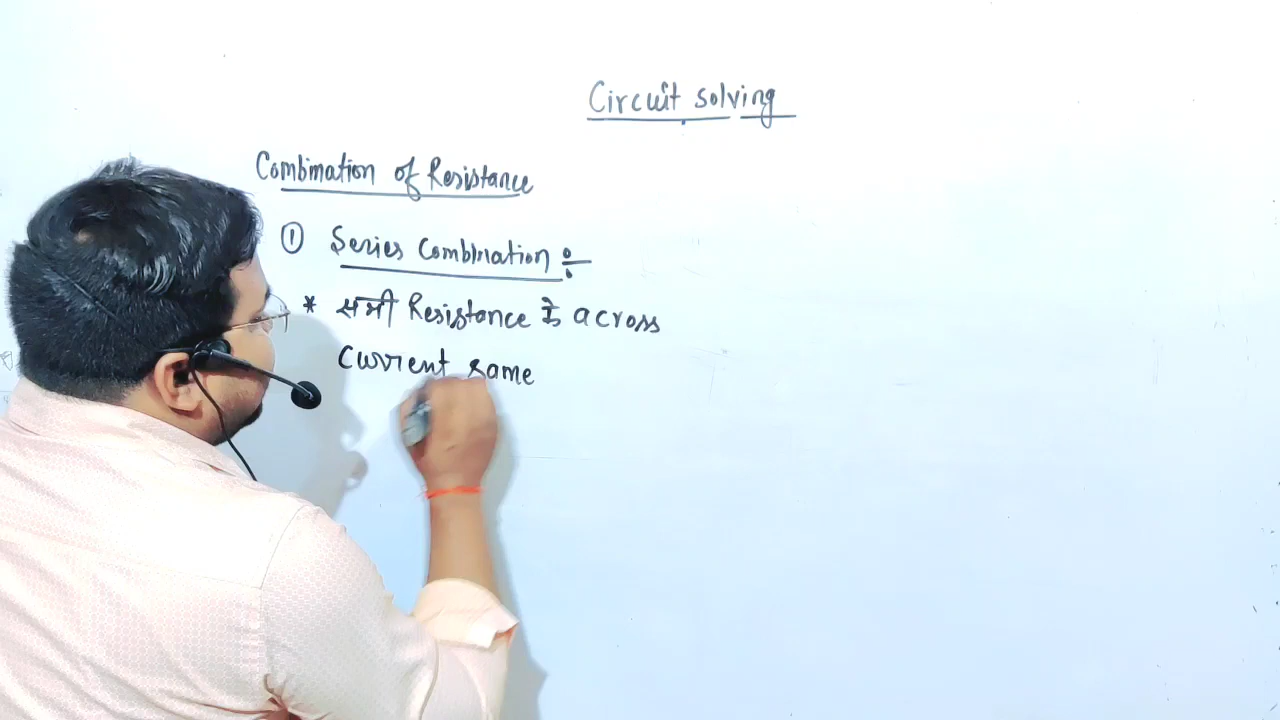 Circuit solving
Combination of Resistance
① Series Combination ÷
* सभी Resistance के across
Current same